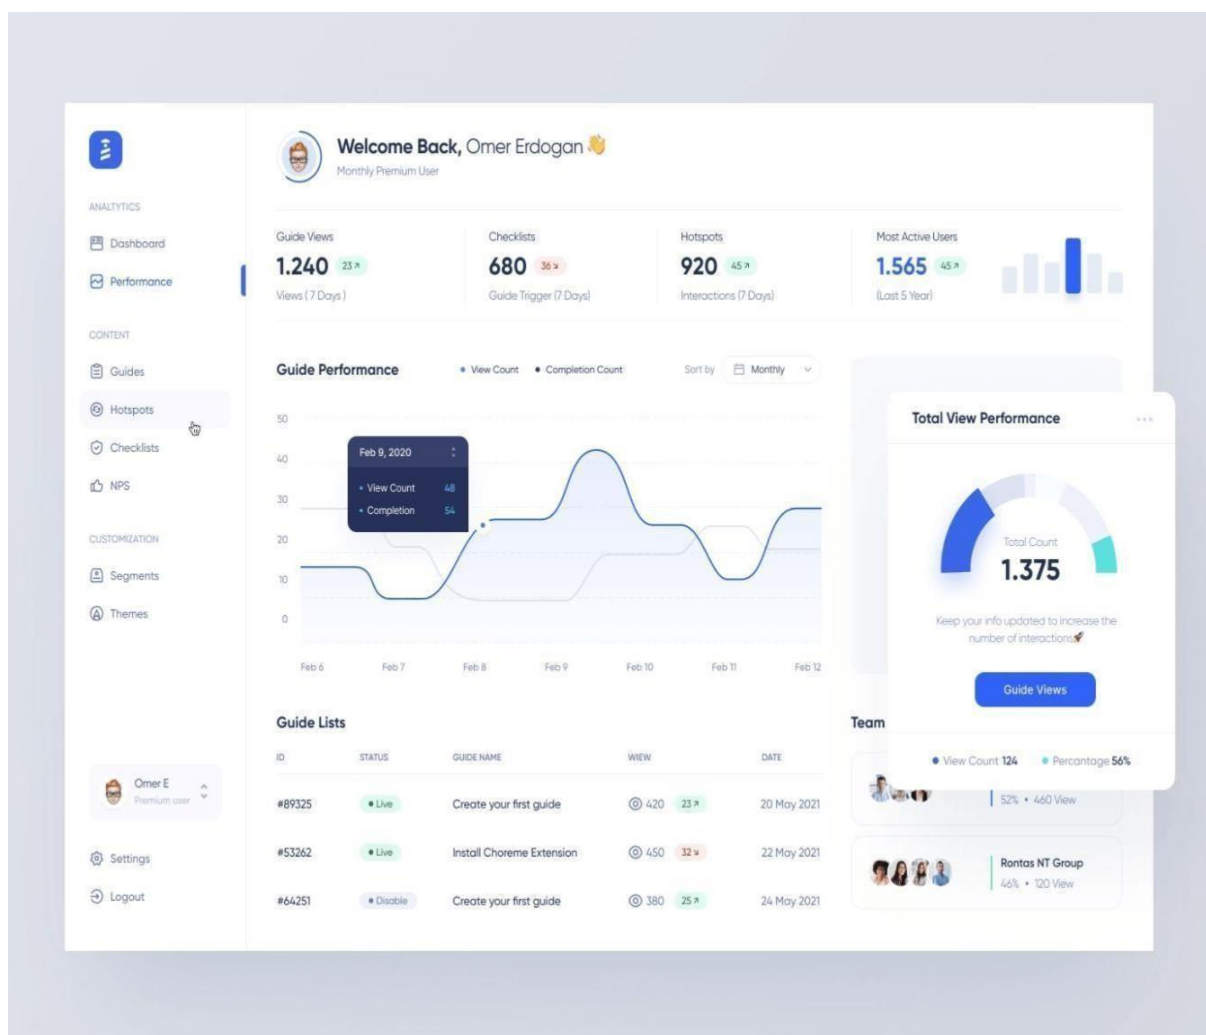 Welcome Back, Omer Erdogan 👋
Monthly Premium User
ANALTYTICS
Dashboard
Performance
CONTENT
Guides
Hotspots
Checklists
NPS
CUSTOMIZATION
Segments
Themes
Omer E
Premium user
Settings
Logout
Guide Views
1.240 23
Views ( 7 Days )
Checklists
680 36
Guide Trigger (7 Days)
Hotspots
920 45
Interactions (7 Days)
Most Active Users
1.565 45
(Last 5 Year)
Guide Performance
View Count
Completion Count
Sort by
Monthly
50
40
30
20
10
0
Feb 9, 2020
View Count 48
Completion 54
Feb 6 Feb 7 Feb 8 Feb 9 Feb 10 Feb 11 Feb 12
Total View Performance
Total Count
1.375
Keep your info updated to increase the
number of interactions🚀
Guide Views
View Count 124 Percantage 56%
Guide Lists
ID STATUS GUIDE NAME WIEW DATE
#89325 Live Create your first guide 420 23 20 May 2021
#53262 Live Install Choreme Extension 450 32 22 May 2021
#64251 Disable Create your first guide 380 25 24 May 2021
Team
52% • 460 View
Rontas NT Group
46% • 120 View